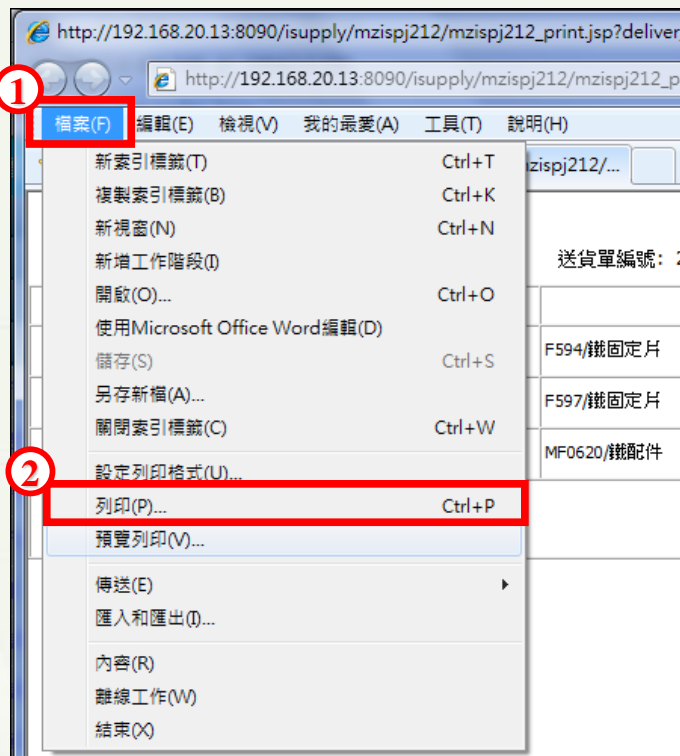 http://192.168.20.13:8090/isupply/mzispj212/mzispj212_print.jsp?deliver
http://192.168.20.13:8090/isupply/mzispj212/mzispj212_p
1
檔案(F) 編輯(E) 檢視(V) 我的最愛(A) 工具(T) 說明(H)
新索引標籤(T) Ctrl+T
zispj212/...
複製索引標籤(B) Ctrl+K
新視窗(N) Ctrl+N
新增工作階段(I)
送貨單編號: 2
開啟(O)... Ctrl+O
使用Microsoft Office Word編輯(D)
F594/鐵固定片
儲存(S) Ctrl+S
另存新檔(A)...
F597/鐵固定片
關閉索引標籤(C) Ctrl+W
MF0620/鐵配件
2
設定列印格式(U)...
列印(P)... Ctrl+P
預覽列印(V)...
傳送(E)
匯入和匯出(I)...
內容(R)
離線工作(W)
結束(X)